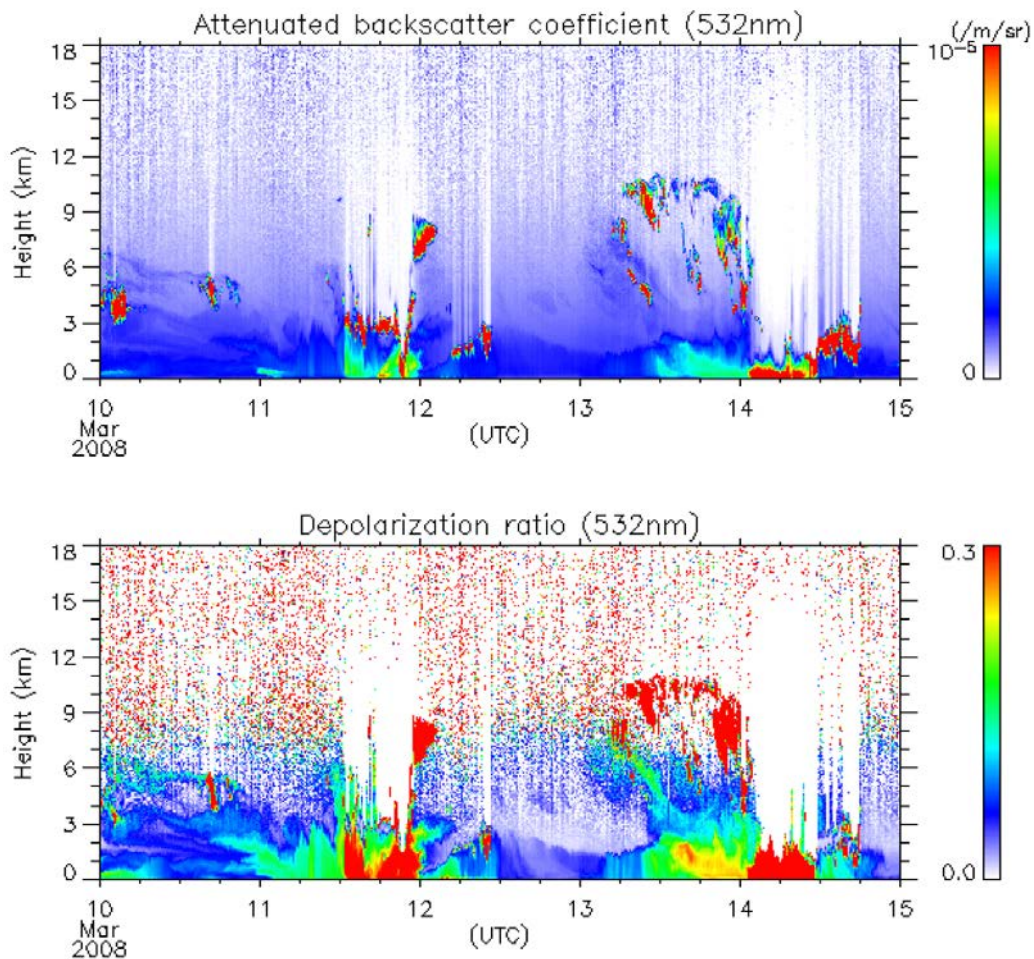 Attenuated backscatter coefficient (532nm)
(/m/sr)
10⁻⁵
0
18
15
12
9
6
3
0
Height (km)
10 11 12 13 14 15
Mar
2008
(UTC)
Depolarization ratio (532nm)
0.3
0.0
18
15
12
9
6
3
0
Height (km)
10 11 12 13 14 15
Mar
2008
(UTC)